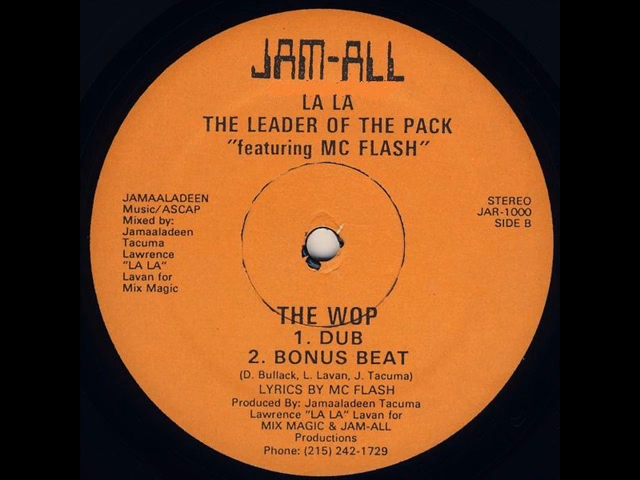 JAM-ALL
LA LA
THE LEADER OF THE PACK
"featuring MC FLASH"
JAMAALADEEN
Music/ASCAP
Mixed by:
Jamaaladeen
Tacuma
Lawrence
"LA LA"
Lavan for
Mix Magic
STEREO
JAR-1000
SIDE B
THE WOP
1. DUB
2. BONUS BEAT
(D. Bullack, L. Lavan, J. Tacuma)
LYRICS BY MC FLASH
Produced By: Jamaaladeen Tacuma
Lawrence "LA LA" Lavan for
MIX MAGIC & JAM-ALL
Productions
Phone: (215) 242-1729